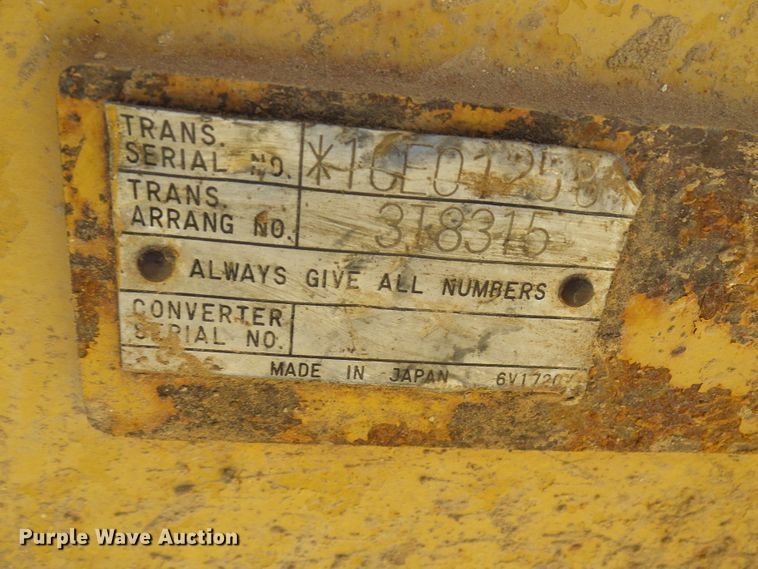 TRANS.
SERIAL NO.
TRANS.
ARRANG NO. 3T8315
ALWAYS GIVE ALL NUMBERS
CONVERTER
SERIAL NO.
MADE IN JAPAN
Purple Wave Auction